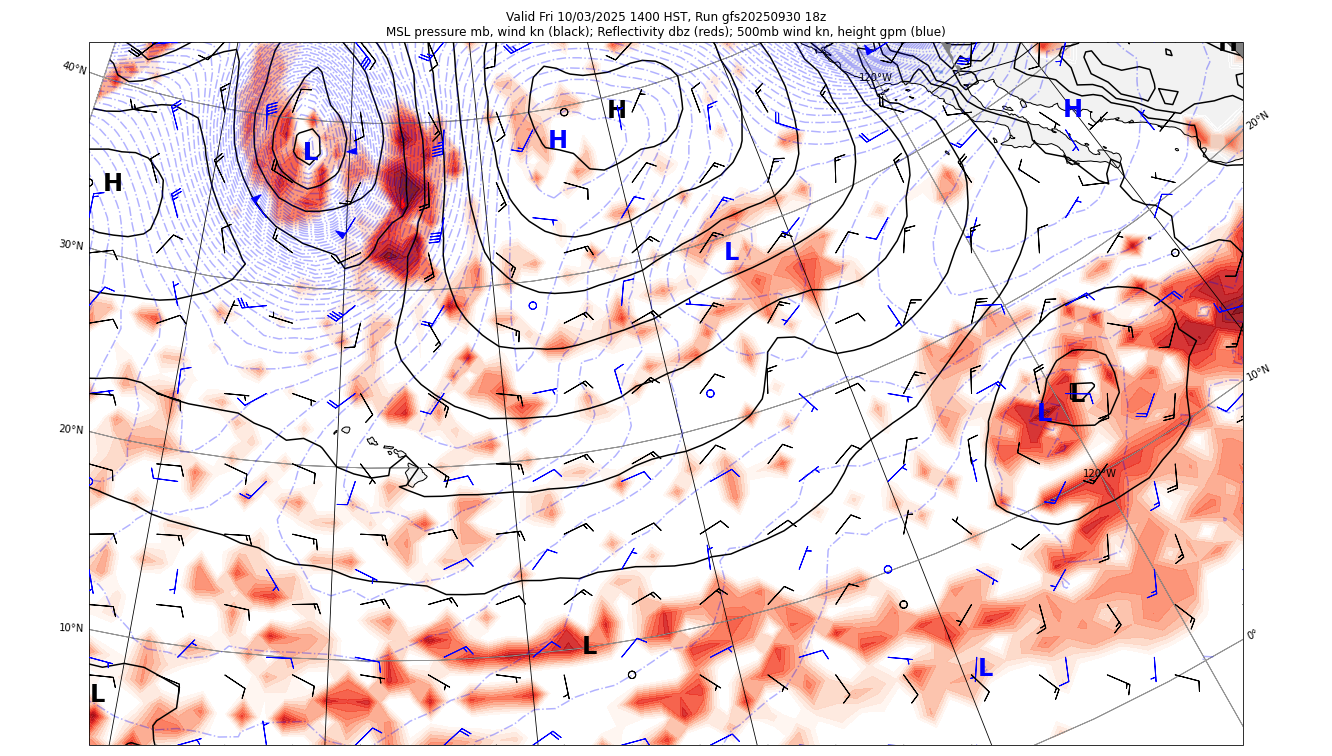 Valid Fri 10/03/2025 1400 HST, Run gfs20250930 18z
MSL pressure mb, wind kn (black); Reflectivity dbz (reds); 500mb wind kn, height gpm (blue)
40°N
120°W
H
H
H
20°N
L
H
H
30°N
L
10°N
L
L
20°N
120°W
10°N
0°
L
L
L